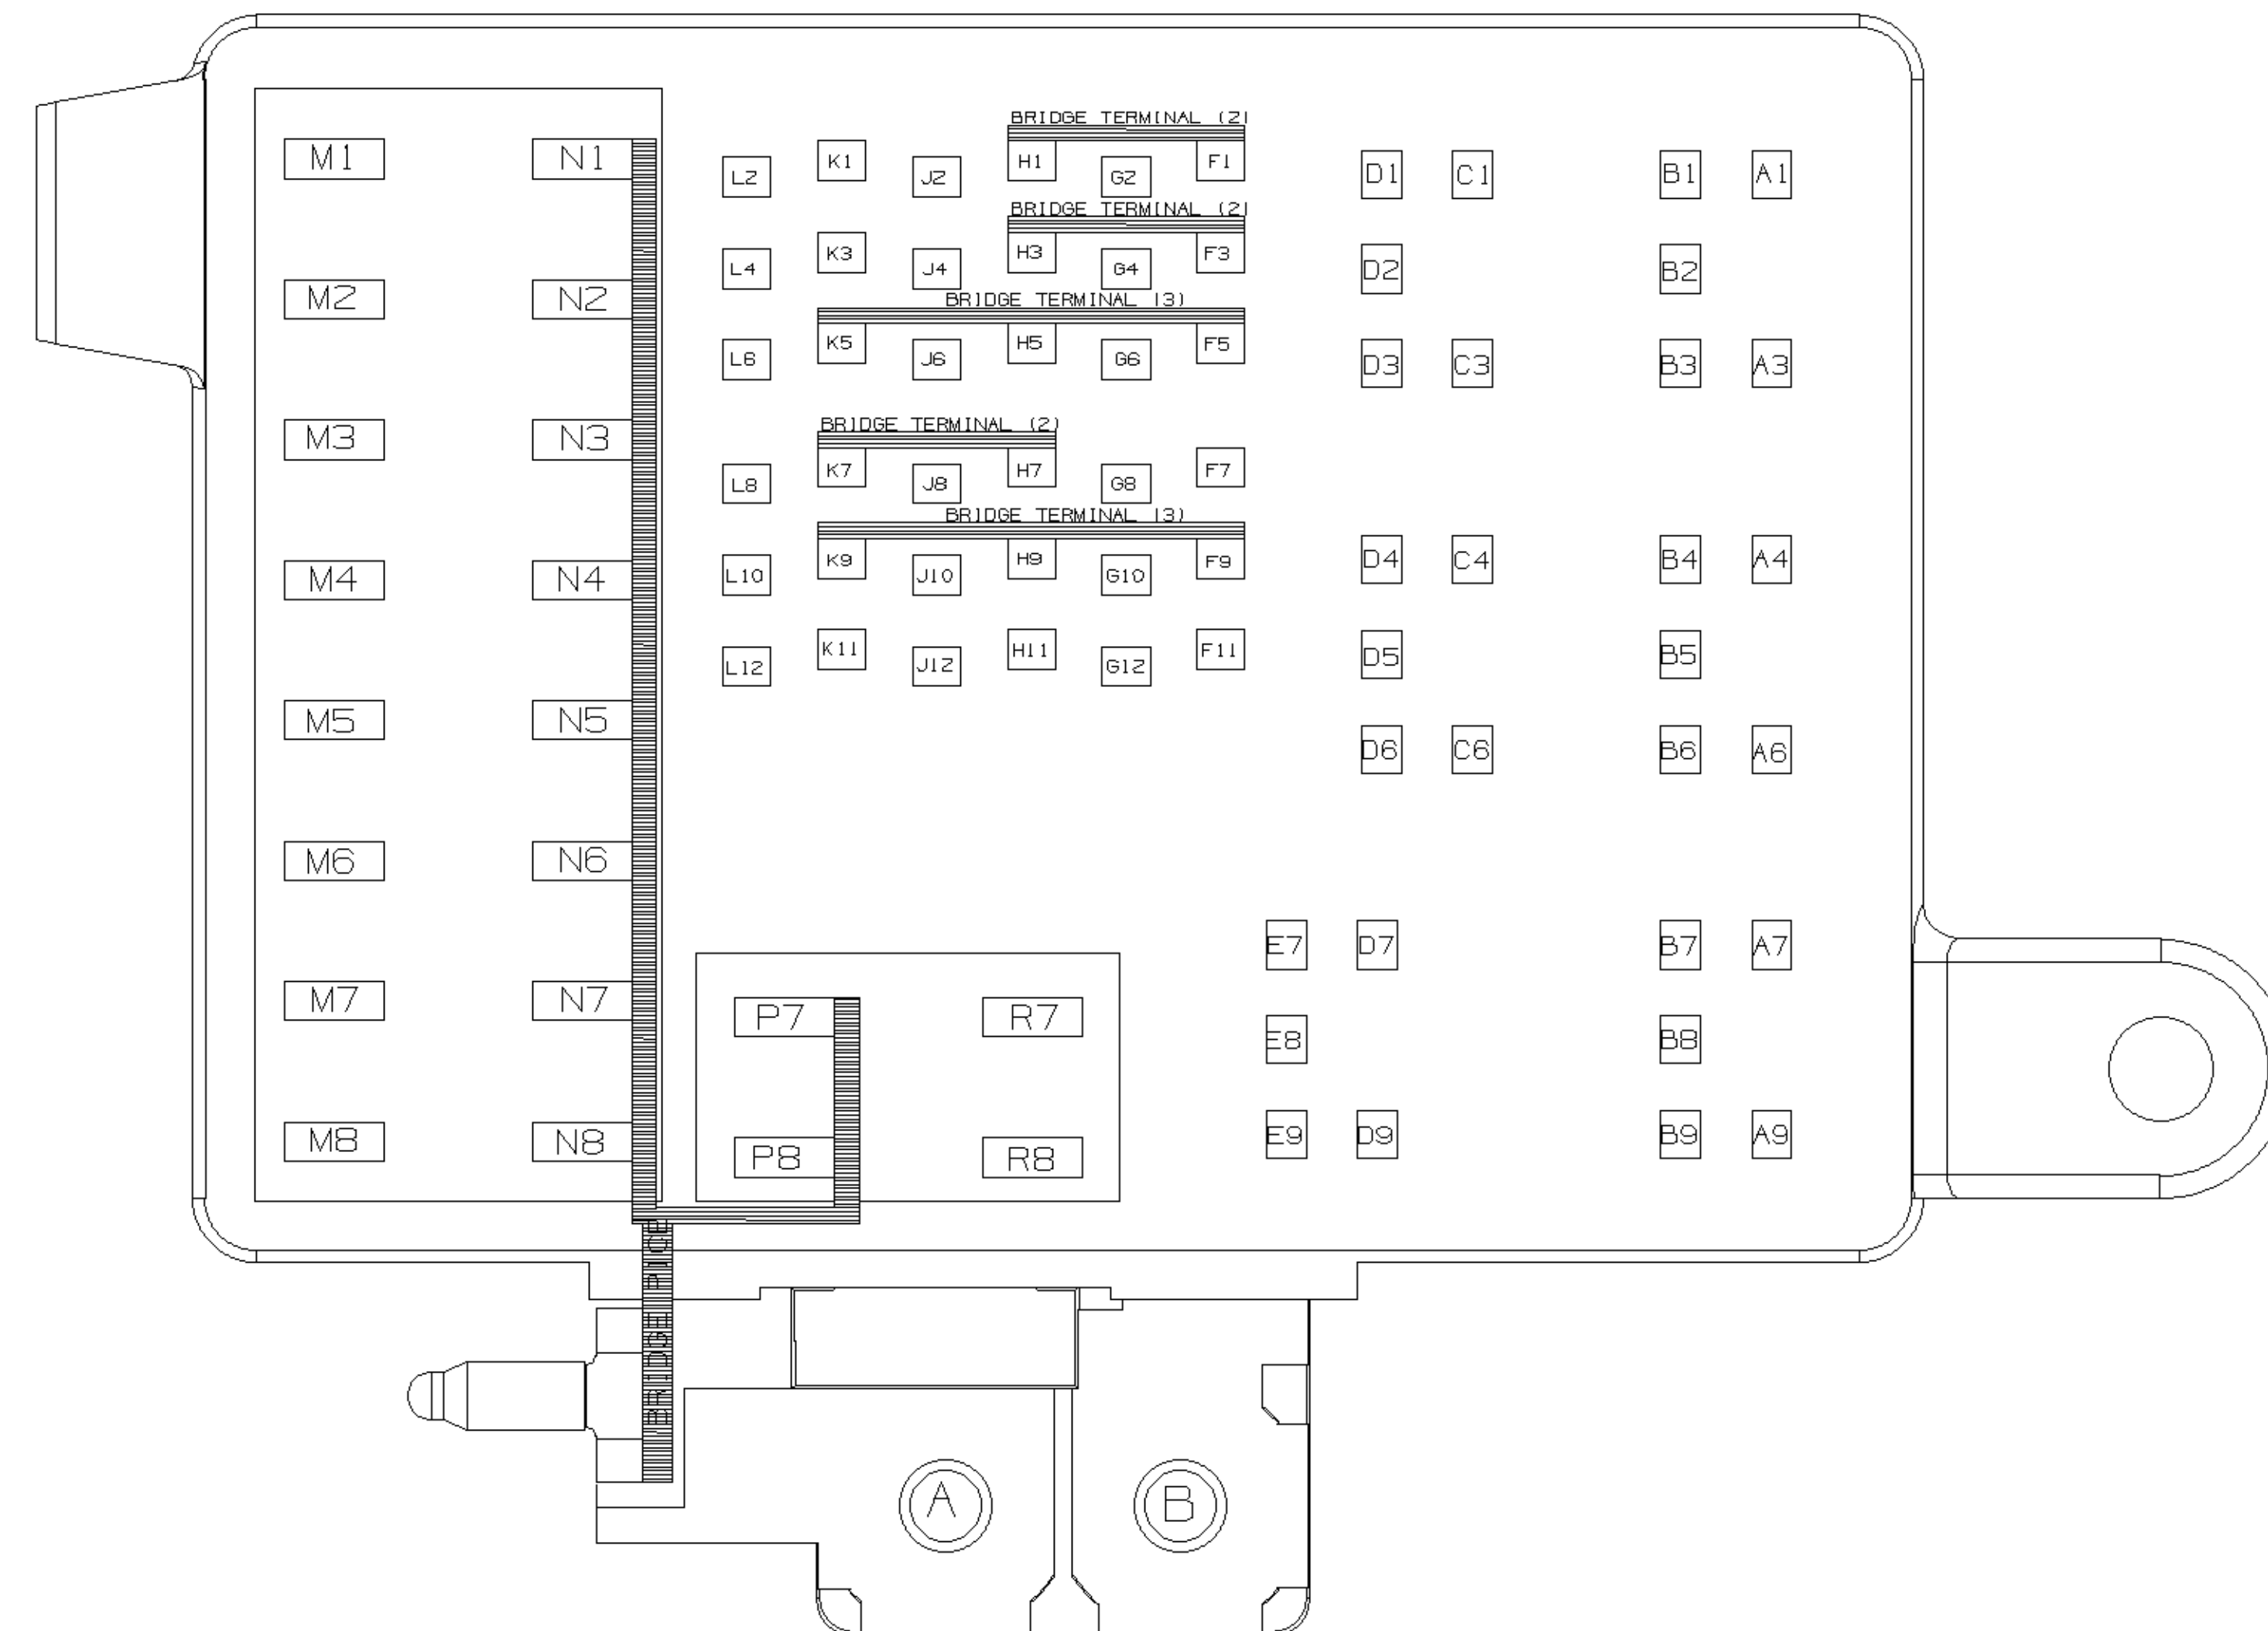 BRIDGE TERMINAL (2)
M1 N1 L2 K1 J2 H1 G2 F1 D1 C1 B1 A1
BRIDGE TERMINAL (2)
M2 N2 L4 K3 J4 H3 G4 F3 D2 B2
BRIDGE TERMINAL (3)
L6 K5 J6 H5 G6 F5 D3 C3 B3 A3
BRIDGE TERMINAL (2)
M3 N3 L8 K7 J8 H7 G8 F7
BRIDGE TERMINAL (3)
M4 N4 L10 K9 J10 H9 G10 F9 D4 C4 B4 A4
L12 K11 J12 H11 G12 F11 D5 B5
M5 N5 D6 C6 B6 A6
M6 N6
E7 D7 B7 A7
M7 N7 P7 R7 E8 B8
M8 N8 P8 R8 E9 D9 B9 A9
A B